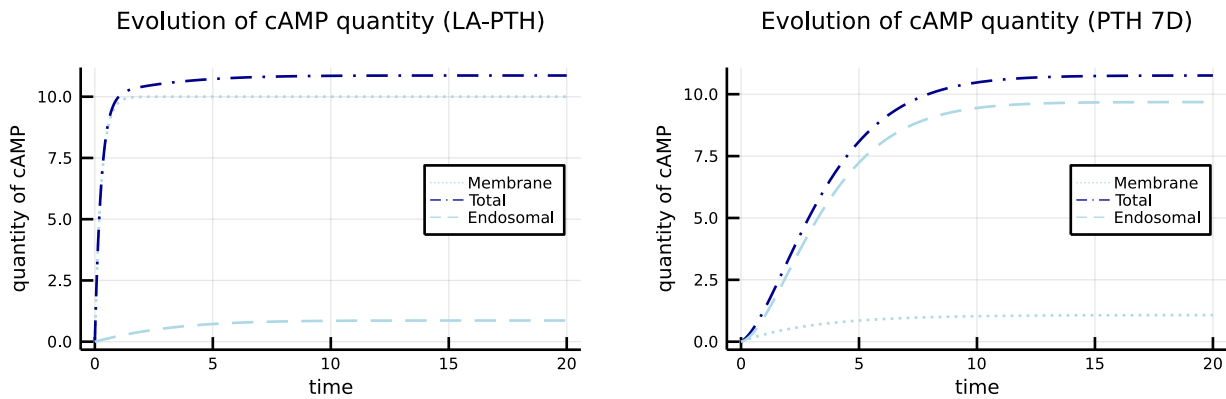 Evolution of cAMP quantity (LA-PTH)
quantity of cAMP
10.0
7.5
5.0
2.5
0.0
Membrane
Total
Endosomal
0
5
10
15
20
time
Evolution of cAMP quantity (PTH 7D)
quantity of cAMP
10.0
7.5
5.0
2.5
0.0
Membrane
Total
Endosomal
0
5
10
15
20
time